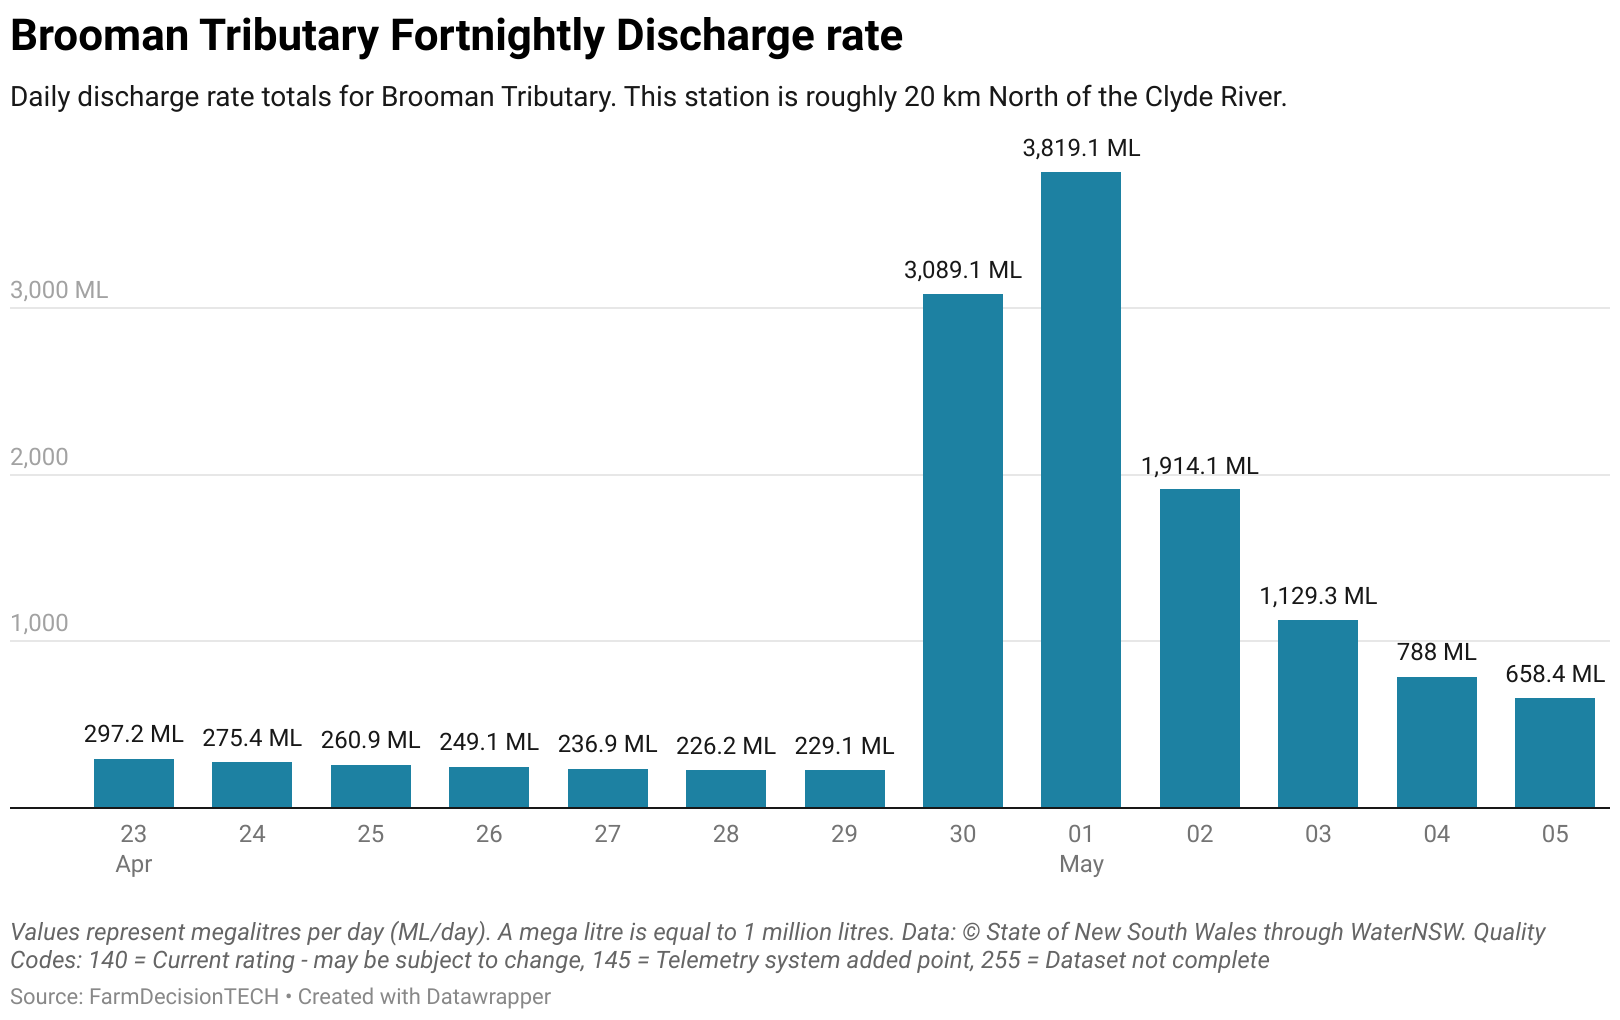 Brooman Tributary Fortnightly Discharge rate
Daily discharge rate totals for Brooman Tributary. This station is roughly 20 km North of the Clyde River.
3,819.1 ML
3,089.1 ML
3,000 ML
2,000
1,914.1 ML
1,129.3 ML
1,000
788 ML
658.4 ML
297.2 ML 275.4 ML 260.9 ML 249.1 ML 236.9 ML 226.2 ML 229.1 ML
23 24 25 26 27 28 29 30 01 02 03 04 05
Apr May
Values represent megalitres per day (ML/day). A mega litre is equal to 1 million litres. Data: © State of New South Wales through WaterNSW. Quality
Codes: 140 = Current rating - may be subject to change, 145 = Telemetry system added point, 255 = Dataset not complete
Source: FarmDecisionTECH • Created with Datawrapper